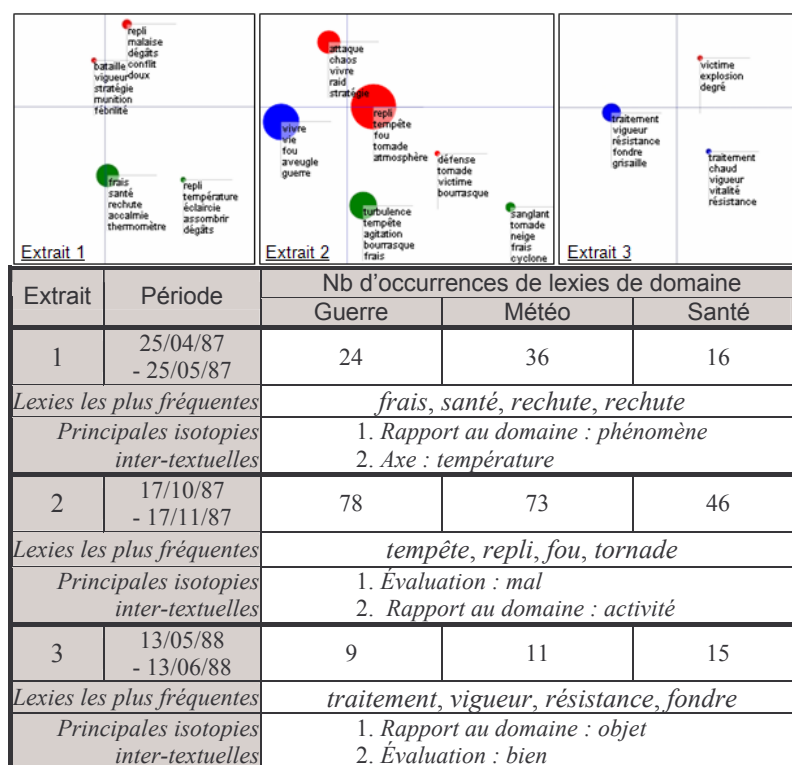 repli
malaise
dégâts
conflit
doux
bataille
vigueur
stratégie
munition
fébrilité
frais
santé
rechute
accalmie
thermomètre
repli
température
éclaircie
assombrir
dégâts
Extrait 1
attaque
chaos
vivre
raid
stratégie
vivre
vie
fou
aveugle
guerre
repli
tempête
fou
tornade
atmosphère
défense
tornade
victime
bourrasque
turbulence
tempête
agitation
bourrasque
frais
sanglant
tornade
neige
frais
cyclone
Extrait 2
victime
explosion
degré
traitement
vigueur
résistance
fondre
grisaille
traitement
chaud
vigueur
vitalité
résistance
Extrait 3
Extrait Période Nb d'occurrences de lexies de domaine
Guerre Météo Santé
1 25/04/87 - 25/05/87 24 36 16
Lexies les plus fréquentes frais, santé, rechute, rechute
Principales isotopies inter-textuelles
1. Rapport au domaine : phénomène
2. Axe : température
2 17/10/87 - 17/11/87 78 73 46
Lexies les plus fréquentes tempête, repli, fou, tornade
Principales isotopies inter-textuelles
1. Évaluation : mal
2. Rapport au domaine : activité
3 13/05/88 - 13/06/88 9 11 15
Lexies les plus fréquentes traitement, vigueur, résistance, fondre
Principales isotopies inter-textuelles
1. Rapport au domaine : objet
2. Évaluation : bien